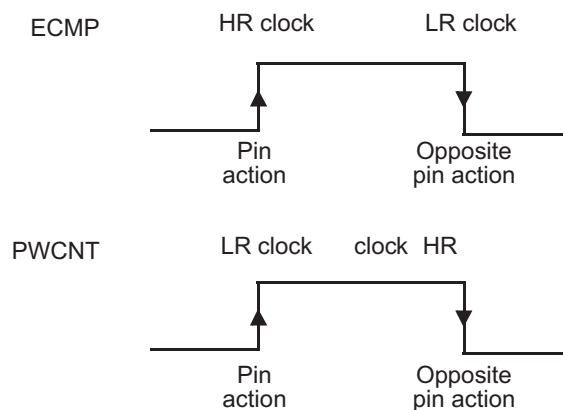 ECMP HR clock LR clock
Pin
action
Opposite
pin action
PWCNT LR clock clock HR
Pin
action
Opposite
pin action